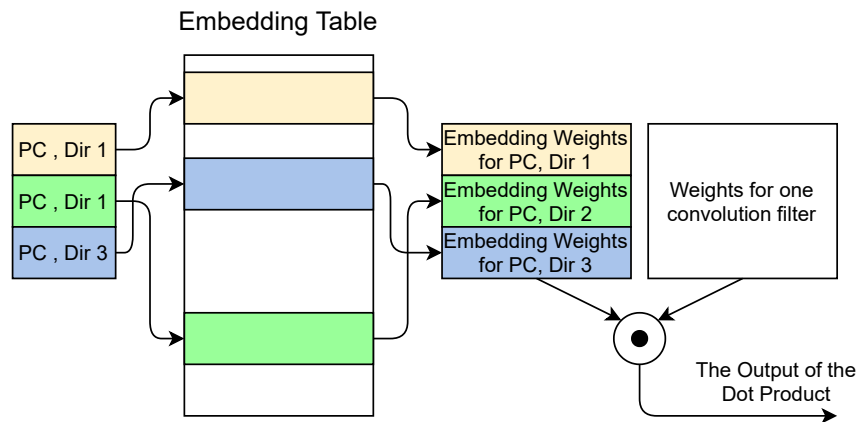 Embedding Table
PC , Dir 1
PC , Dir 1
PC , Dir 3
Embedding Weights
for PC, Dir 1
Embedding Weights
for PC, Dir 2
Embedding Weights
for PC, Dir 3
Weights for one
convolution filter
The Output of the
Dot Product